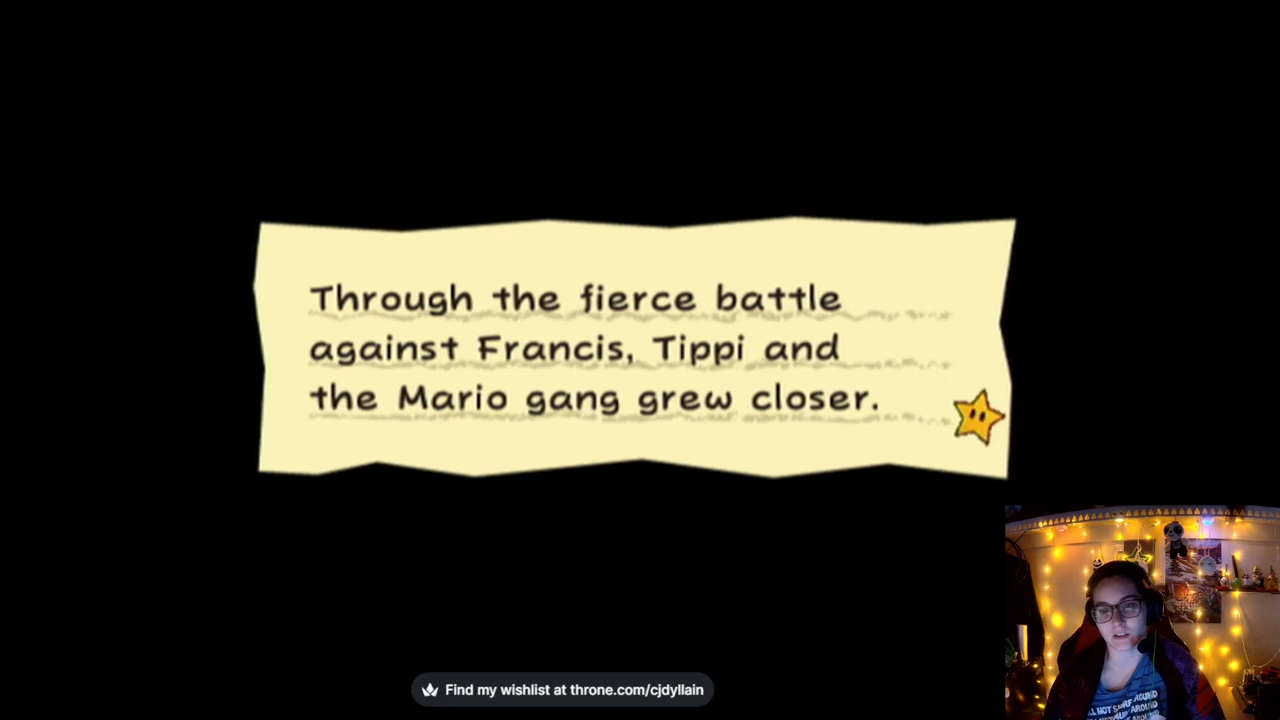 Through the fierce battle
against Francis, Tippi and
the Mario gang grew closer.
Find my wishlist at throne.com/cjdyllain